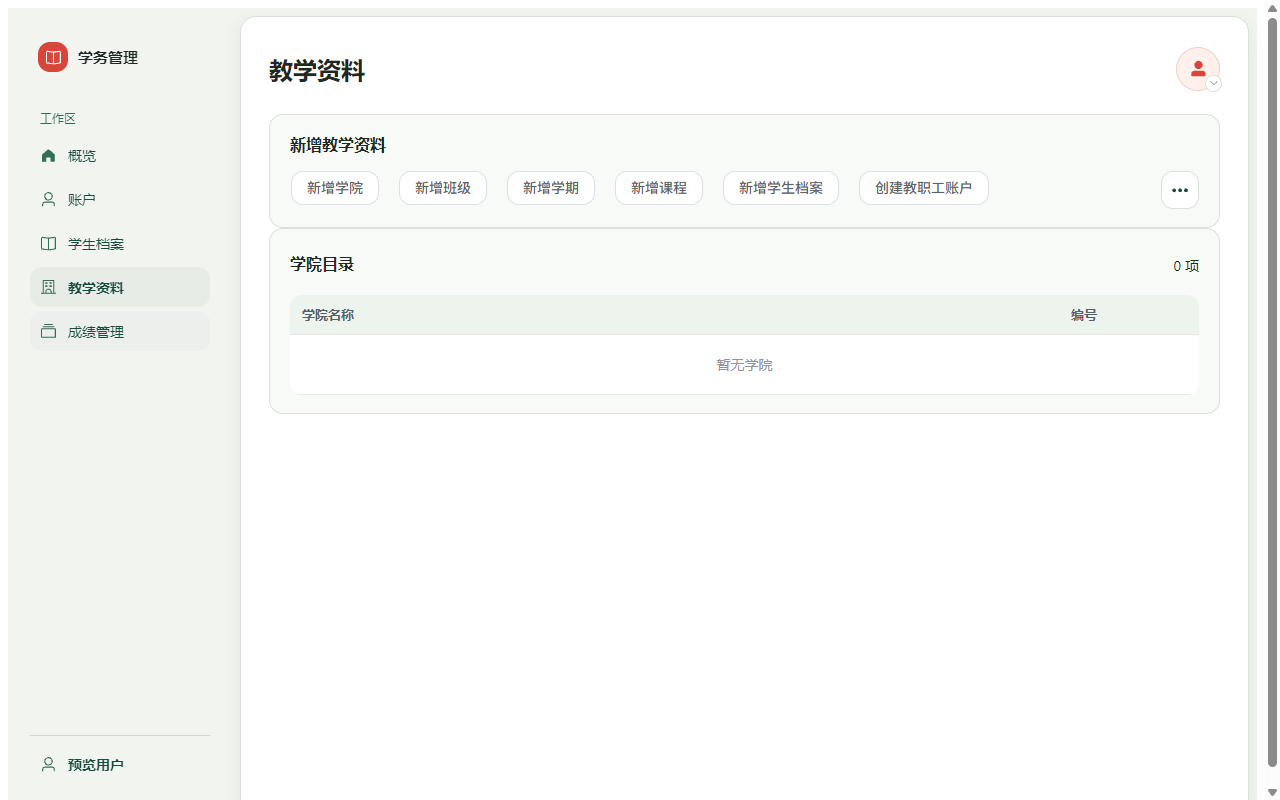 学务管理
工作区
概览
账户
学生档案
教学资料
成绩管理
预览用户
教学资料
新增教学资料
新增学院 新增班级 新增学期 新增课程 新增学生档案 创建教职工账户
学院目录 0 项
学院名称 编号
暂无学院